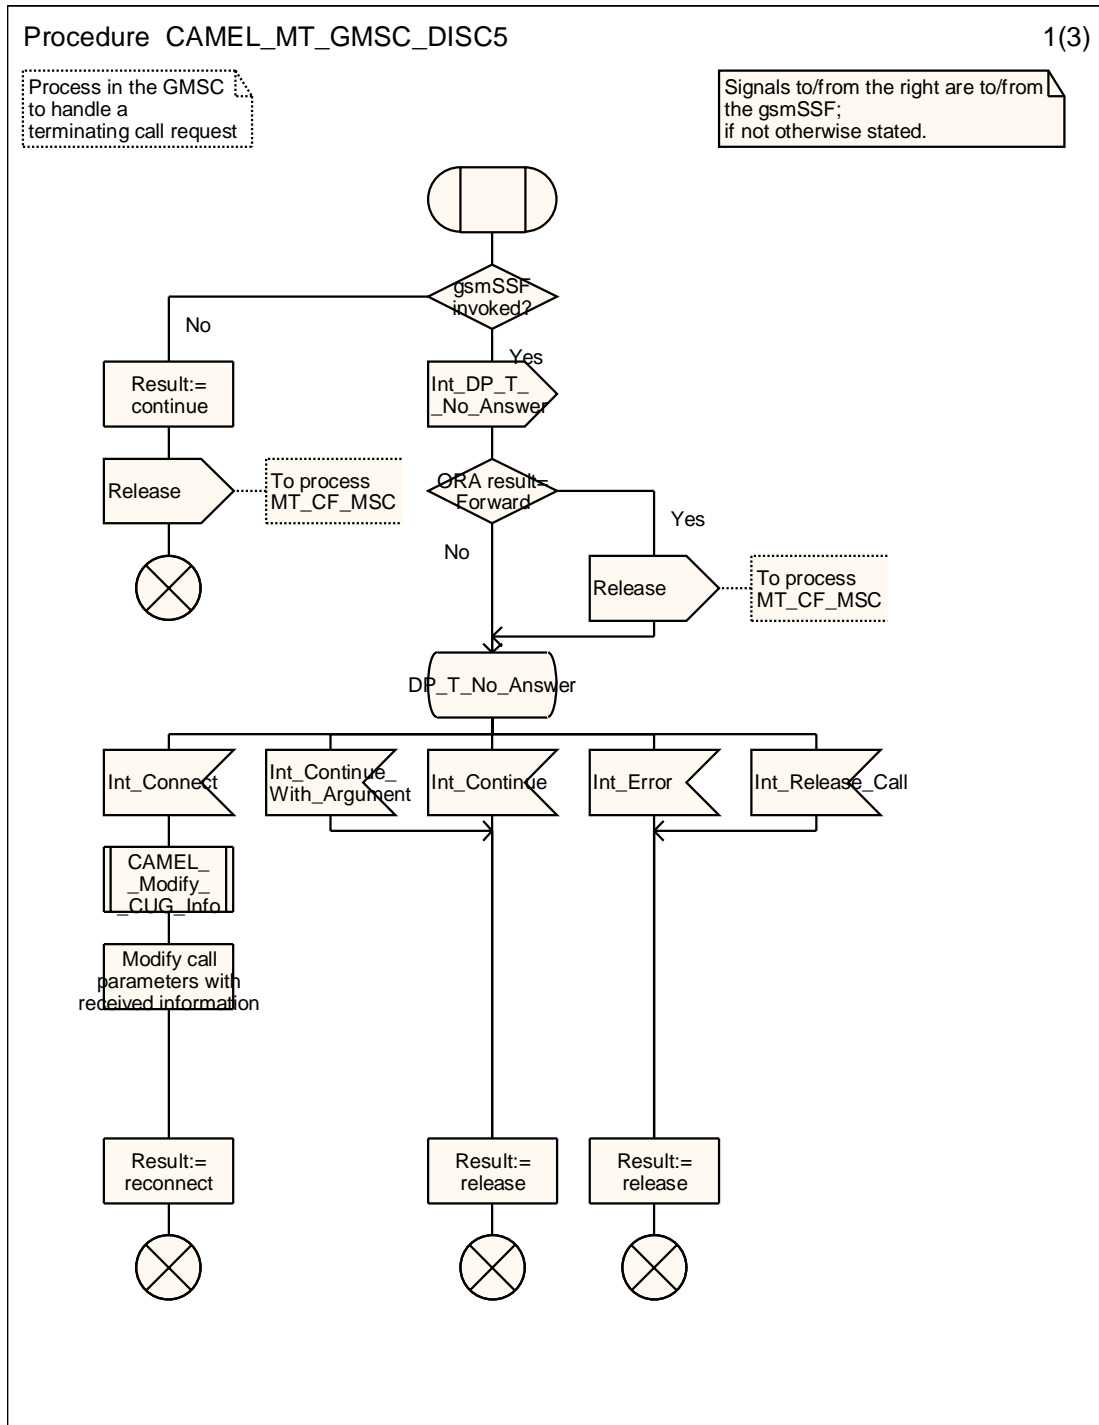 Procedure CAMEL_MT_GMSC_DISC5
1(3)
Process in the GMSC
to handle a
terminating call request
Signals to/from the right are to/from
the gsmSSF;
if not otherwise stated.
gsmSSF
invoked?
No
Yes
Result:=
continue
Int_DP_T_
_No_Answer
Release
To process
MT_CF_MSC
ORA result=
Forward
Yes
No
Release
To process
MT_CF_MSC
DP_T_No_Answer
Int_Connect
Int_Continue_
With_Argument
Int_Continue
Int_Error
Int_Release_Call
CAMEL_
_Modify_
_CUG_Info
Modify call
parameters with
received information
Result:=
reconnect
Result:=
release
Result:=
release